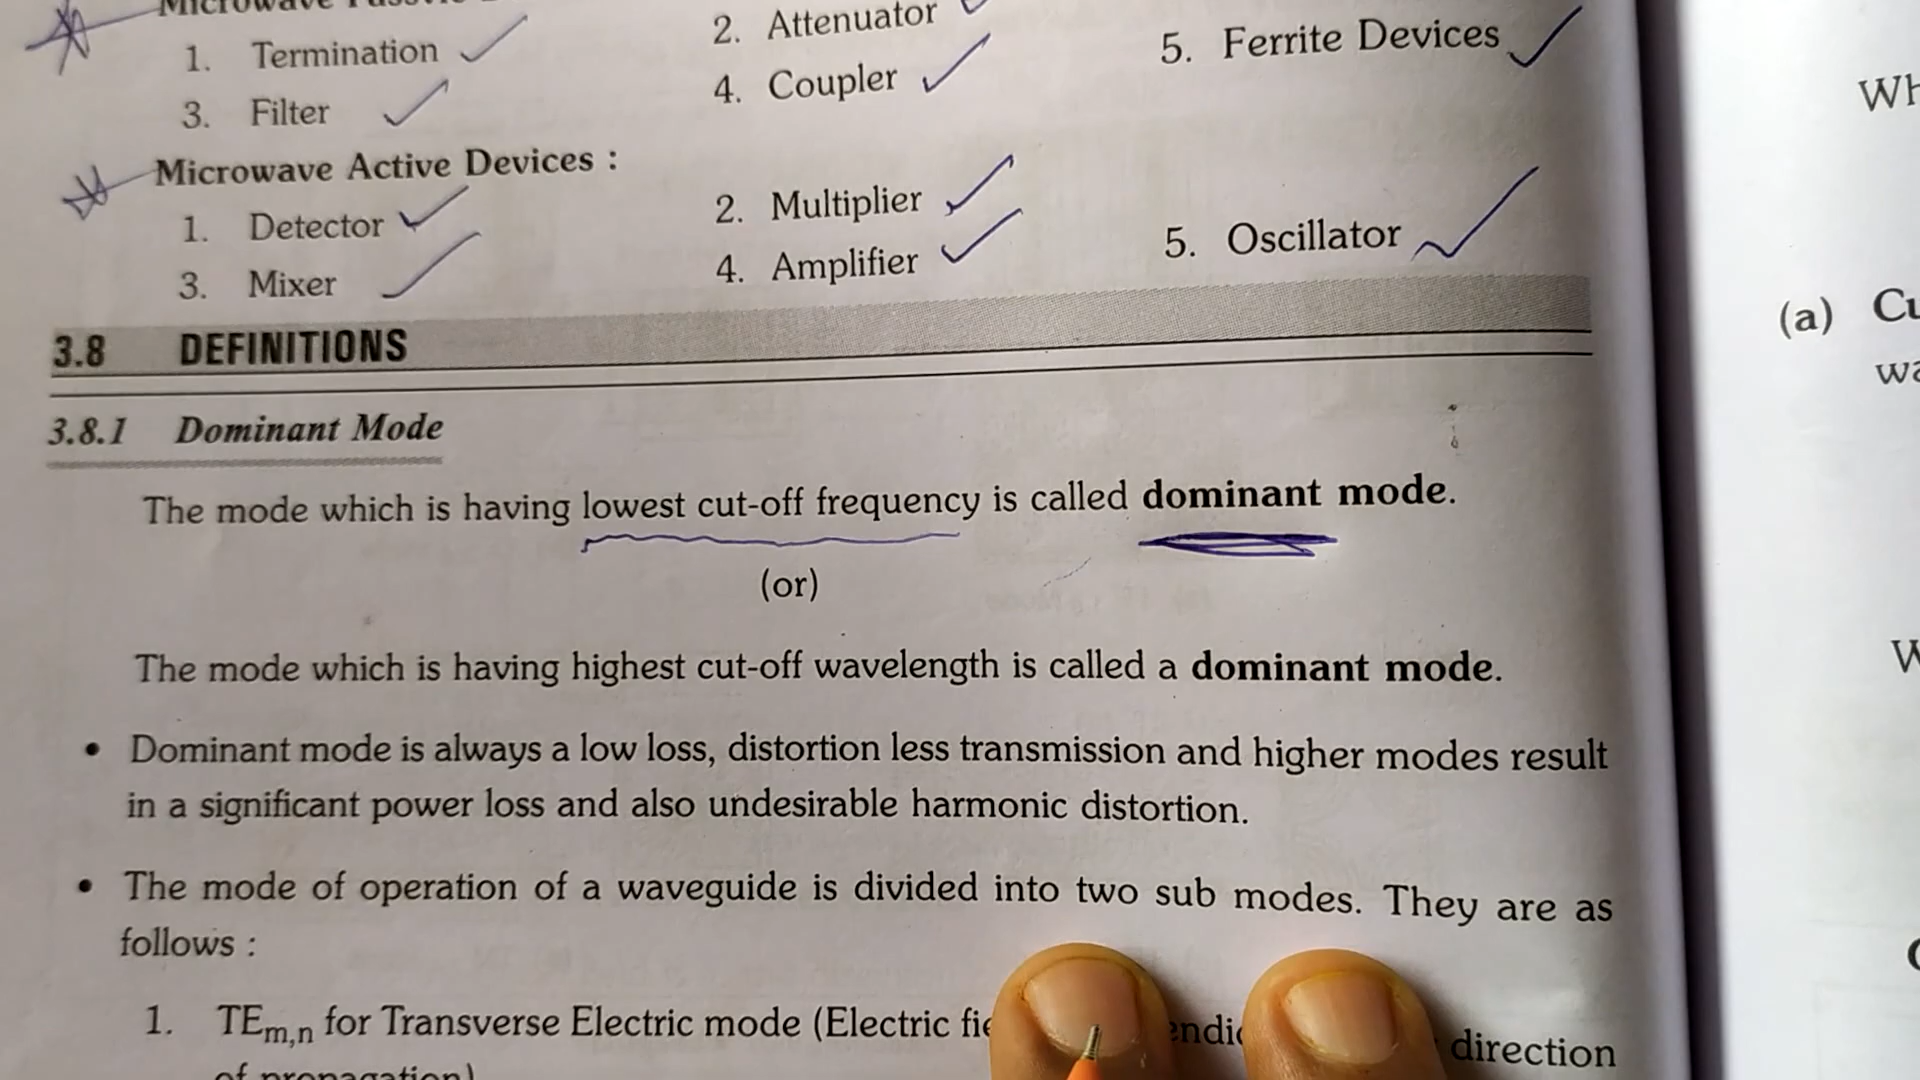 1. Termination
2. Attenuator
5. Ferrite Devices
3. Filter
4. Coupler
Microwave Active Devices :
1. Detector
2. Multiplier
5. Oscillator
3. Mixer
4. Amplifier
3.8 DEFINITIONS
3.8.1 Dominant Mode
The mode which is having lowest cut-off frequency is called dominant mode.
(or)
The mode which is having highest cut-off wavelength is called a dominant mode.
• Dominant mode is always a low loss, distortion less transmission and higher modes result
in a significant power loss and also undesirable harmonic distortion.
• The mode of operation of a waveguide is divided into two sub modes. They are as
follows :
1. TEm,n for Transverse Electric mode (Electric
direction
of propagation)
(a)